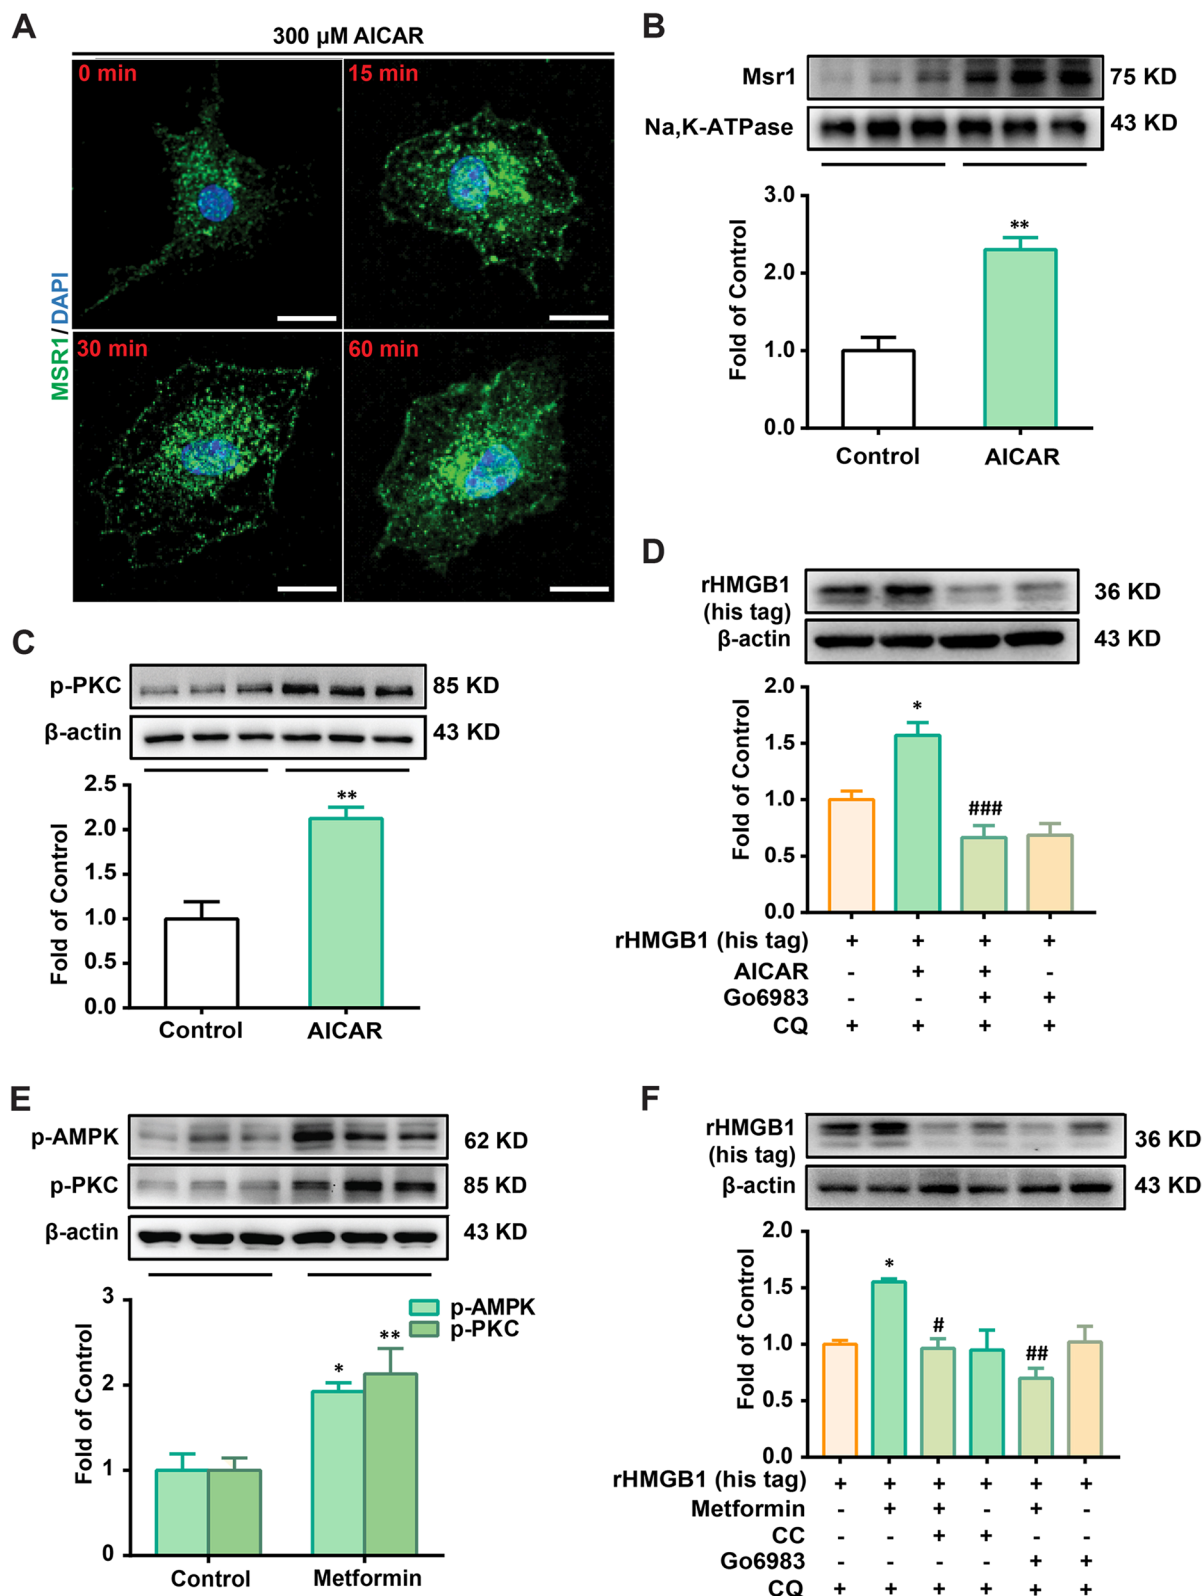 A
300 µM AICAR
0 min
15 min
30 min
60 min
MSR1/DAPI
B
Msr1
75 KD
Na,K-ATPase
43 KD
Fold of Control
3.0
2.0
1.0
0.0
**
Control
AICAR
C
p-PKC
85 KD
β-actin
43 KD
Fold of Control
2.5
2.0
1.5
1.0
0.5
0.0
**
Control
AICAR
D
rHMGB1
(his tag)
36 KD
β-actin
43 KD
Fold of Control
2.0
1.5
1.0
0.5
0.0
*
###
rHMGB1 (his tag) + + + +
AICAR - + + -
Go6983 - - + +
CQ + + + +
E
p-AMPK
62 KD
p-PKC
85 KD
β-actin
43 KD
Fold of Control
3
2
1
0
p-AMPK
p-PKC
*
**
Control
Metformin
F
rHMGB1
(his tag)
36 KD
β-actin
43 KD
Fold of Control
2.0
1.5
1.0
0.5
0.0
*
#
##
rHMGB1 (his tag) + + + + + +
Metformin - + + - + -
CC - - + + - -
Go6983 - - - - + +
CQ + + + + + +